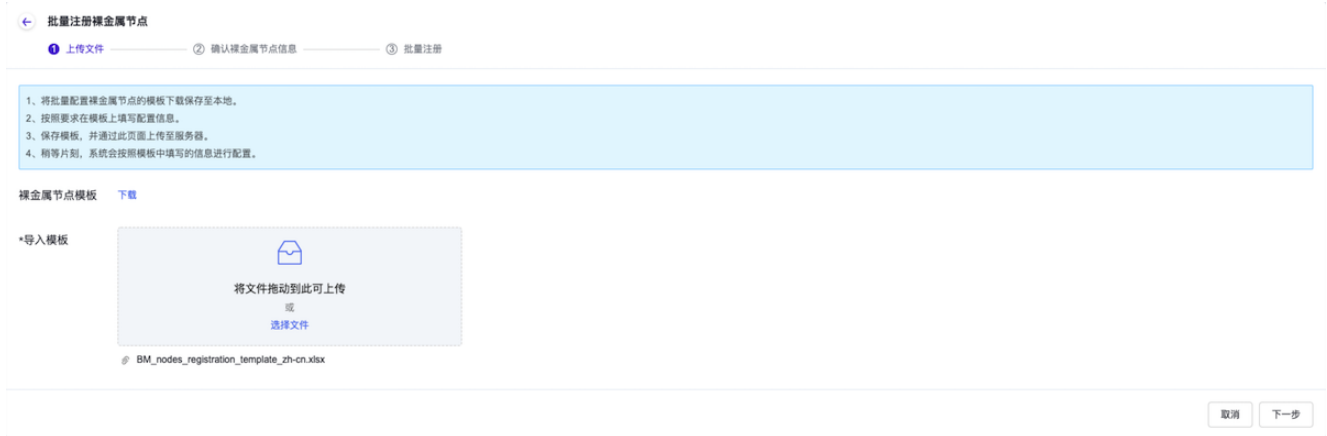 批量注册裸金属节点
1 上传文件 2 确认裸金属节点信息 3 批量注册
1、将批量配置裸金属节点的模板下载保存至本地。
2、按照要求在模板上填写配置信息。
3、保存模板，并通过此页面上传至服务器。
4、稍等片刻，系统会按照模板中填写的信息进行配置。
裸金属节点模板 下载
*导入模板
将文件拖动到此可上传
或
选择文件
BM_nodes_registration_template_zh-cn.xlsx
取消 下一步